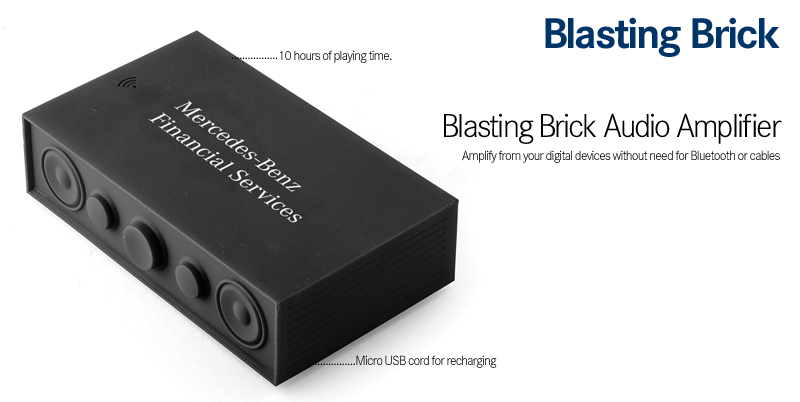 Blasting Brick
10 hours of playing time.
Blasting Brick Audio Amplifier
Amplify from your digital devices without need for Bluetooth or cables
Mercedes-Benz
Financial Services
Micro USB cord for recharging